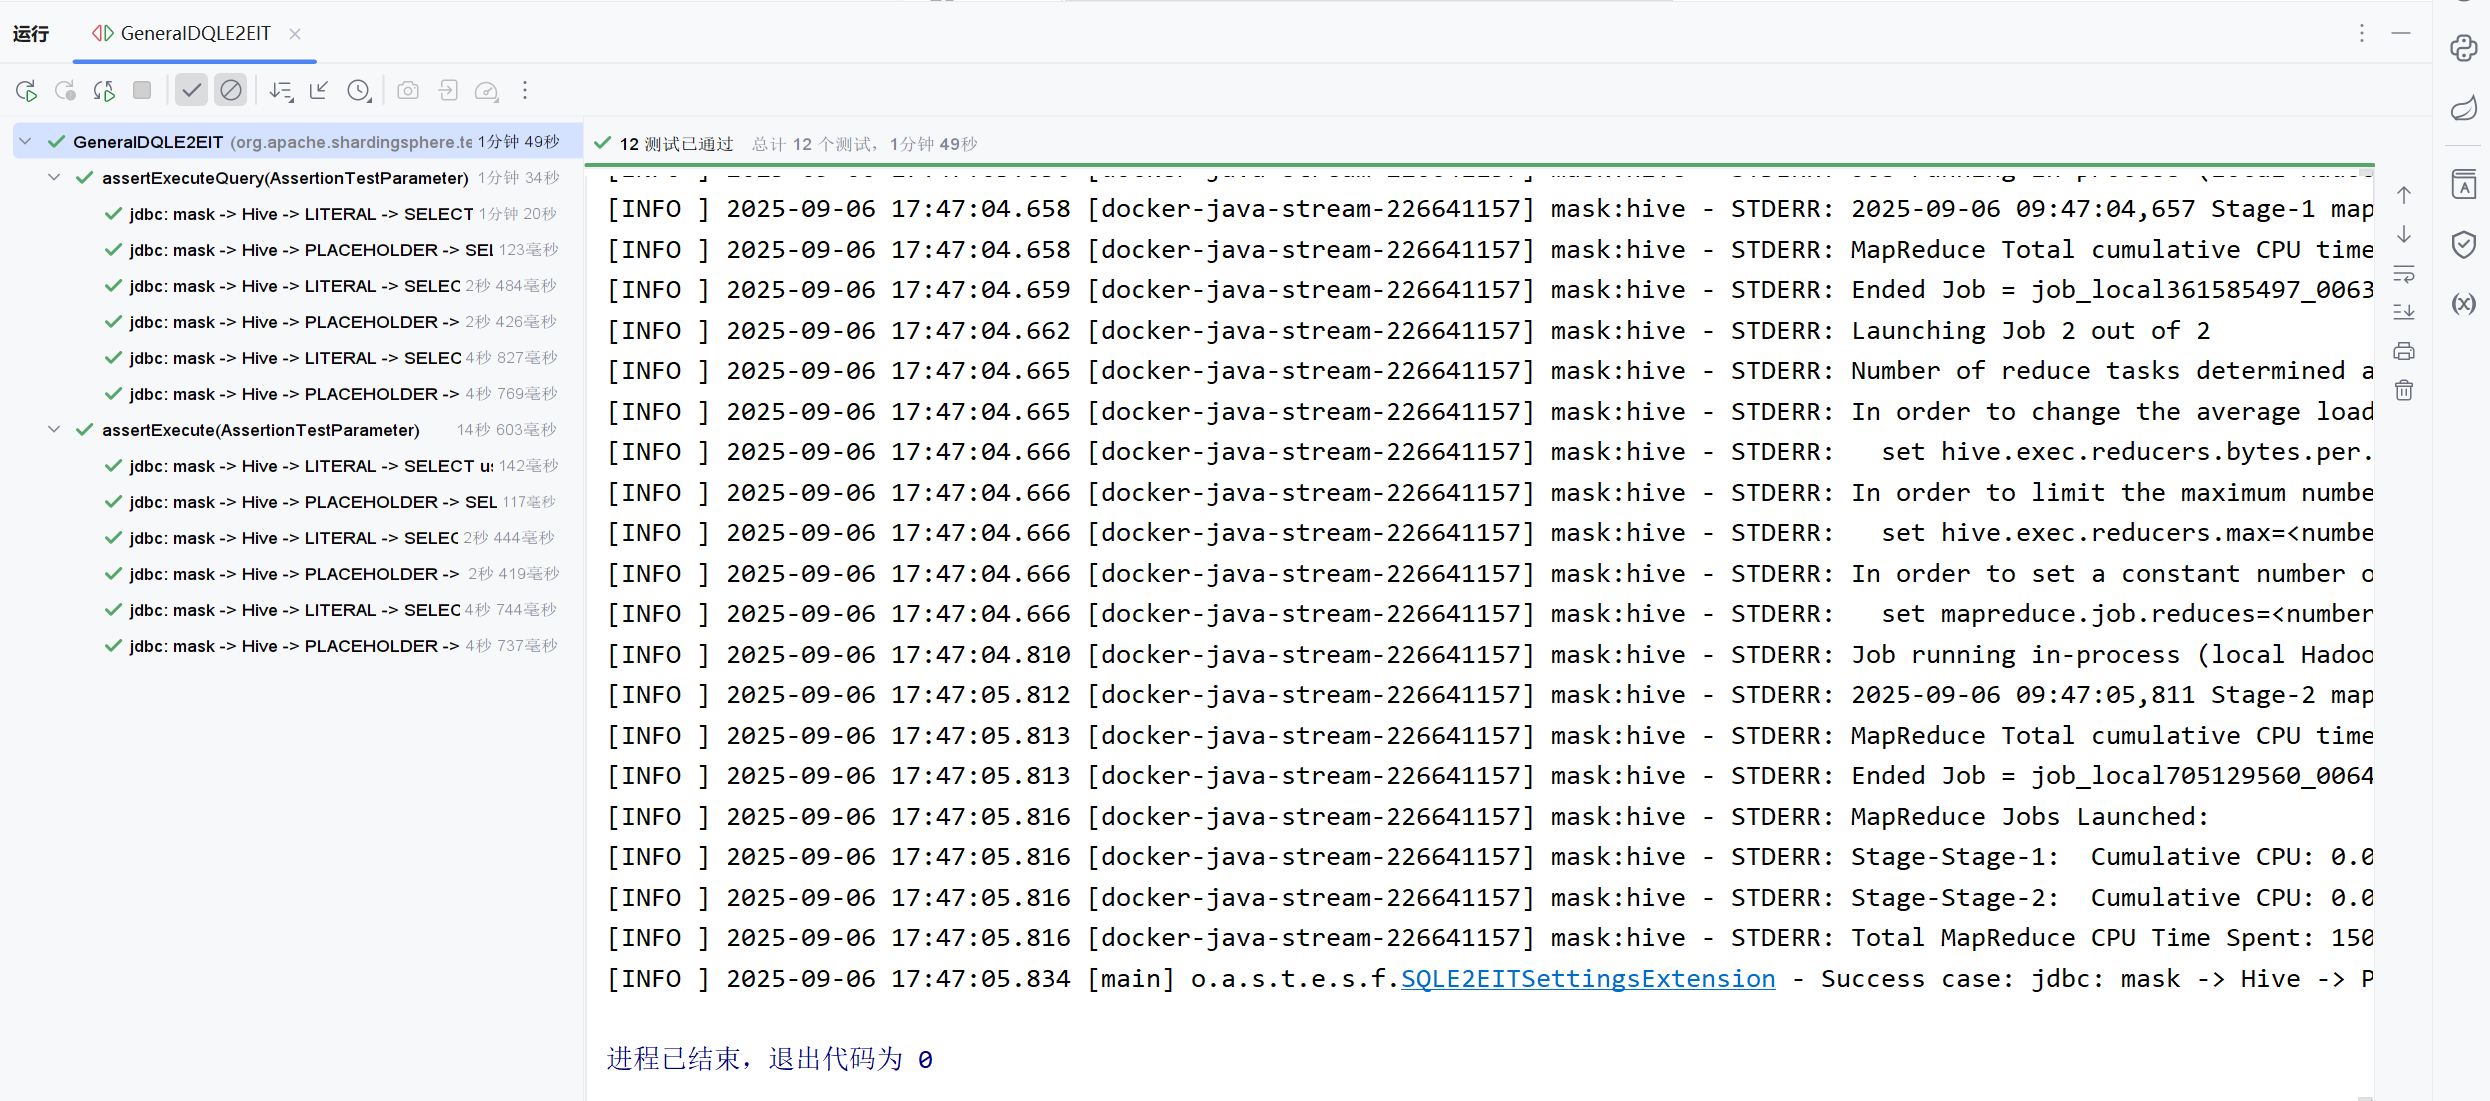 运行 GeneralDQLE2EIT
GeneralDQLE2EIT (org.apache.shardingsphere.te 1分钟 49秒
assertExecuteQuery(AssertionTestParameter) 1分钟 34秒
jdbc: mask -> Hive -> LITERAL -> SELECT 1分钟 20秒
jdbc: mask -> Hive -> PLACEHOLDER -> SEL 123毫秒
jdbc: mask -> Hive -> LITERAL -> SELEC 2秒 484毫秒
jdbc: mask -> Hive -> PLACEHOLDER -> 2秒 426毫秒
jdbc: mask -> Hive -> LITERAL -> SELEC 4秒 827毫秒
jdbc: mask -> Hive -> PLACEHOLDER -> 4秒 769毫秒
assertExecute(AssertionTestParameter) 14秒 603毫秒
jdbc: mask -> Hive -> LITERAL -> SELECT u 142毫秒
jdbc: mask -> Hive -> PLACEHOLDER -> SEL 117毫秒
jdbc: mask -> Hive -> LITERAL -> SELEC 2秒 444毫秒
jdbc: mask -> Hive -> PLACEHOLDER -> 2秒 419毫秒
jdbc: mask -> Hive -> LITERAL -> SELEC 4秒 744毫秒
jdbc: mask -> Hive -> PLACEHOLDER -> 4秒 737毫秒
12 测试已通过 总计 12 个测试，1分钟 49秒
[INFO ] 2025-09-06 17:47:04.658 [docker-java-stream-226641157] mask:hive - STDERR: 2025-09-06 09:47:04,657 Stage-1 map
[INFO ] 2025-09-06 17:47:04.658 [docker-java-stream-226641157] mask:hive - STDERR: MapReduce Total cumulative CPU time
[INFO ] 2025-09-06 17:47:04.659 [docker-java-stream-226641157] mask:hive - STDERR: Ended Job = job_local361585497_0063
[INFO ] 2025-09-06 17:47:04.662 [docker-java-stream-226641157] mask:hive - STDERR: Launching Job 2 out of 2
[INFO ] 2025-09-06 17:47:04.665 [docker-java-stream-226641157] mask:hive - STDERR: Number of reduce tasks determined a
[INFO ] 2025-09-06 17:47:04.665 [docker-java-stream-226641157] mask:hive - STDERR: In order to change the average load
[INFO ] 2025-09-06 17:47:04.666 [docker-java-stream-226641157] mask:hive - STDERR:   set hive.exec.reducers.bytes.per.
[INFO ] 2025-09-06 17:47:04.666 [docker-java-stream-226641157] mask:hive - STDERR: In order to limit the maximum numbe
[INFO ] 2025-09-06 17:47:04.666 [docker-java-stream-226641157] mask:hive - STDERR:   set hive.exec.reducers.max=<numbe
[INFO ] 2025-09-06 17:47:04.666 [docker-java-stream-226641157] mask:hive - STDERR: In order to set a constant number o
[INFO ] 2025-09-06 17:47:04.666 [docker-java-stream-226641157] mask:hive - STDERR:   set mapreduce.job.reduces=<number
[INFO ] 2025-09-06 17:47:04.810 [docker-java-stream-226641157] mask:hive - STDERR: Job running in-process (local Hadoo
[INFO ] 2025-09-06 17:47:05.812 [docker-java-stream-226641157] mask:hive - STDERR: 2025-09-06 09:47:05,811 Stage-2 map
[INFO ] 2025-09-06 17:47:05.813 [docker-java-stream-226641157] mask:hive - STDERR: MapReduce Total cumulative CPU time
[INFO ] 2025-09-06 17:47:05.813 [docker-java-stream-226641157] mask:hive - STDERR: Ended Job = job_local705129560_0064
[INFO ] 2025-09-06 17:47:05.816 [docker-java-stream-226641157] mask:hive - STDERR: MapReduce Jobs Launched:
[INFO ] 2025-09-06 17:47:05.816 [docker-java-stream-226641157] mask:hive - STDERR: Stage-Stage-1:  Cumulative CPU: 0.0
[INFO ] 2025-09-06 17:47:05.816 [docker-java-stream-226641157] mask:hive - STDERR: Stage-Stage-2:  Cumulative CPU: 0.0
[INFO ] 2025-09-06 17:47:05.816 [docker-java-stream-226641157] mask:hive - STDERR: Total MapReduce CPU Time Spent: 150
[INFO ] 2025-09-06 17:47:05.834 [main] o.a.s.t.e.s.f.SQLE2EITSettingsExtension - Success case: jdbc: mask -> Hive -> P
进程已结束，退出代码为 0